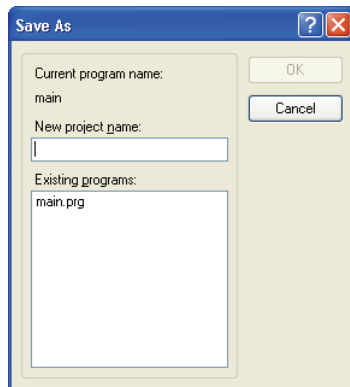 Save As
Current program name:
OK
main
Cancel
New project name:
Existing programs:
main.prg